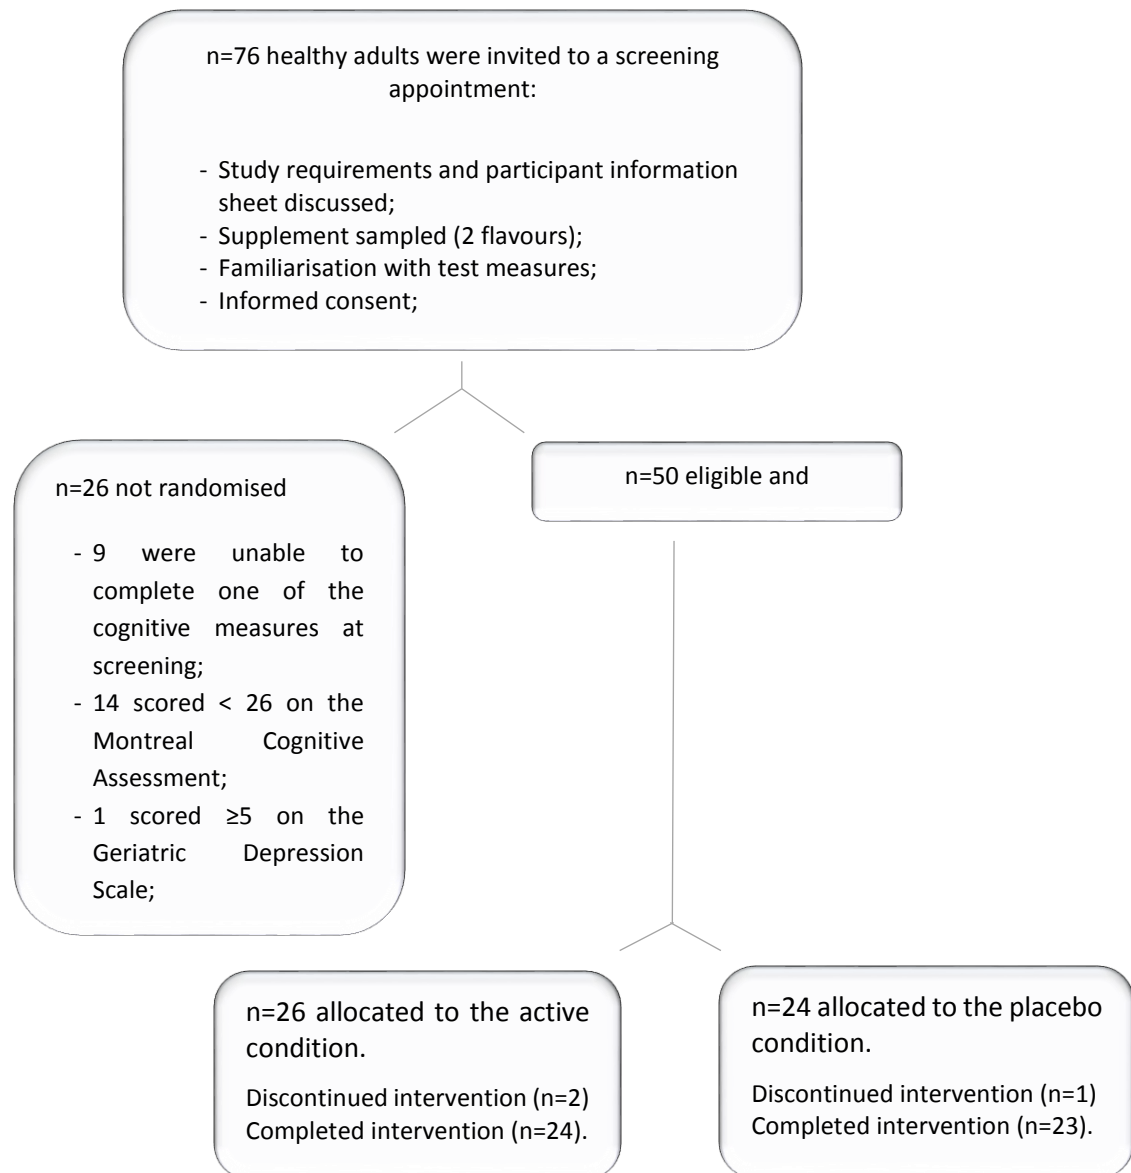 n=76 healthy adults were invited to a screening
appointment:
- Study requirements and participant information
sheet discussed;
- Supplement sampled (2 flavours);
- Familiarisation with test measures;
- Informed consent;
n=26 not randomised
- 9 were unable to
complete one of the
cognitive measures at
screening;
- 14 scored < 26 on the
Montreal Cognitive
Assessment;
- 1 scored ≥5 on the
Geriatric Depression
Scale;
n=50 eligible and
n=26 allocated to the active
condition.
Discontinued intervention (n=2)
Completed intervention (n=24).
n=24 allocated to the placebo
condition.
Discontinued intervention (n=1)
Completed intervention (n=23).